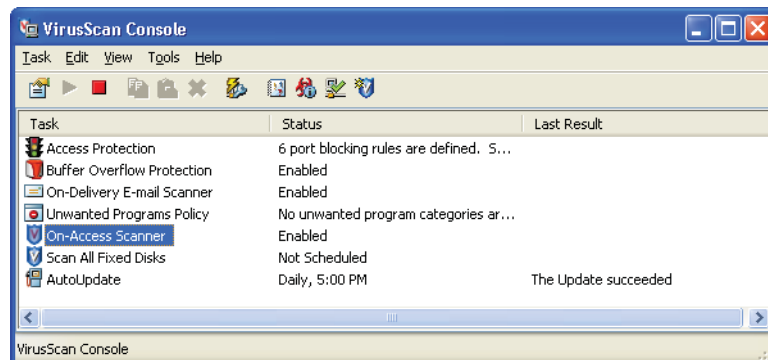 VirusScan Console
Task Edit View Tools Help
Task Status Last Result
Access Protection 6 port blocking rules are defined. S...
Buffer Overflow Protection Enabled
On-Delivery E-mail Scanner Enabled
Unwanted Programs Policy No unwanted program categories ar...
On-Access Scanner Enabled
Scan All Fixed Disks Not Scheduled
AutoUpdate Daily, 5:00 PM The Update succeeded
VirusScan Console